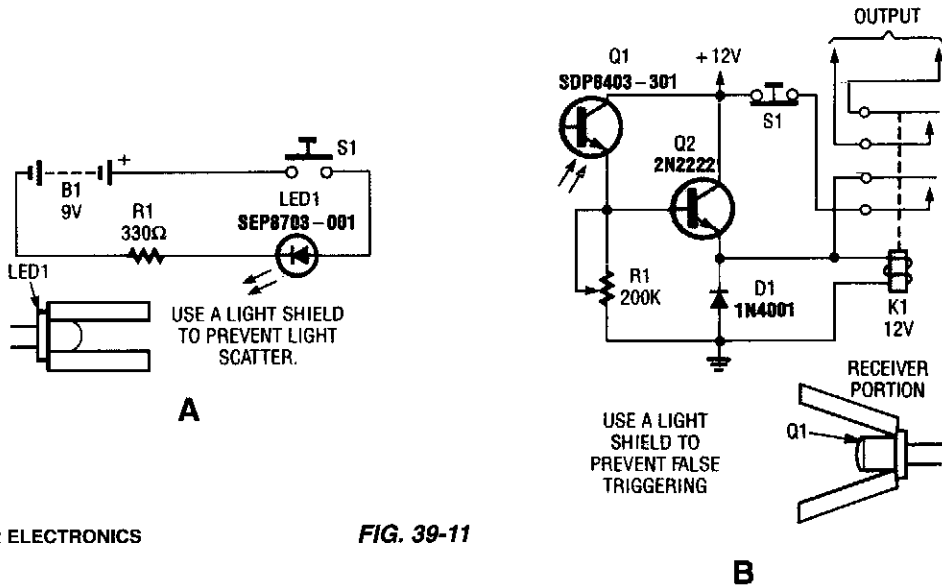 S1
B1
9V
+
R1
330Ω
LED1
SEP8703-001
LED1
USE A LIGHT SHIELD
TO PREVENT LIGHT
SCATTER.
A
ELECTRONICS
FIG. 39-11
OUTPUT
Q1
SDP8403-301
+12V
S1
Q2
2N2222
R1
200K
D1
1N4001
K1
12V
RECEIVER
PORTION
Q1
USE A LIGHT
SHIELD TO
PREVENT FALSE
TRIGGERING
B